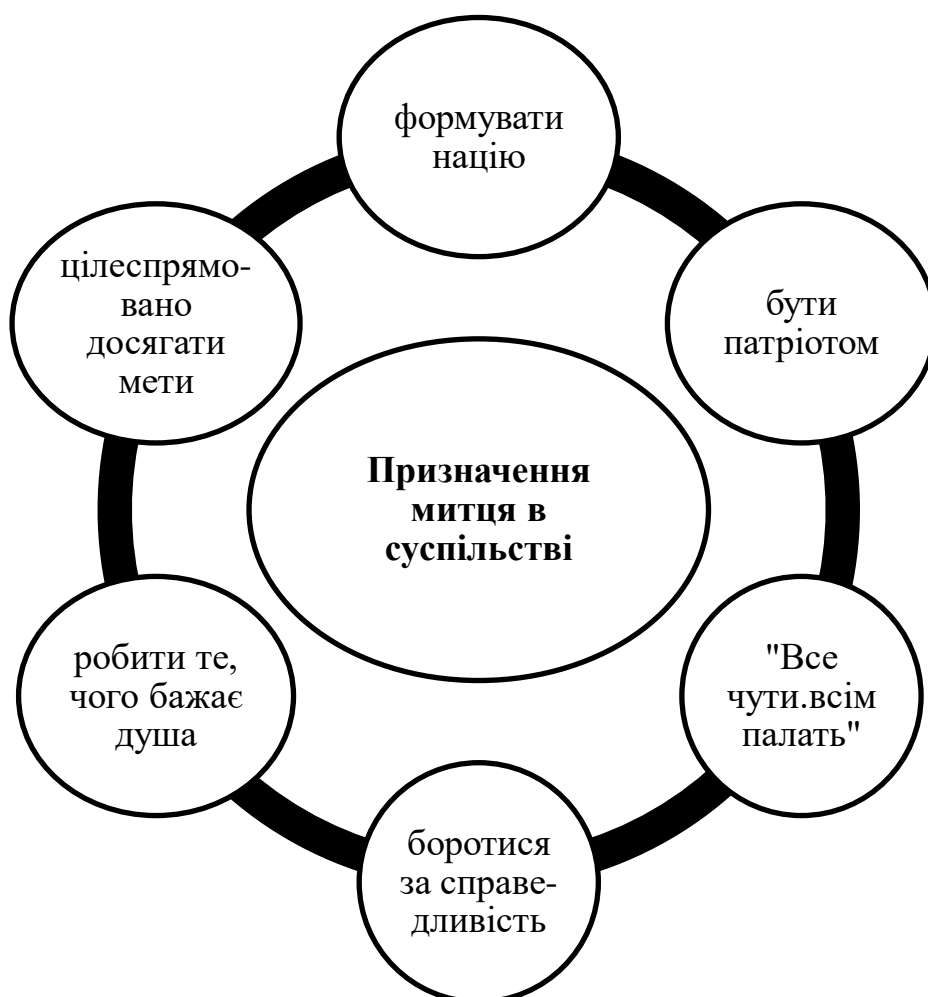 формувати
націю
бути
патріотом
"Все
чути.всім
палать"
боротися
за справе-
дливість
робити те,
чого бажає
душа
цілеспрямо-
вано
досягати
мети
Призначення
митця в
суспільстві